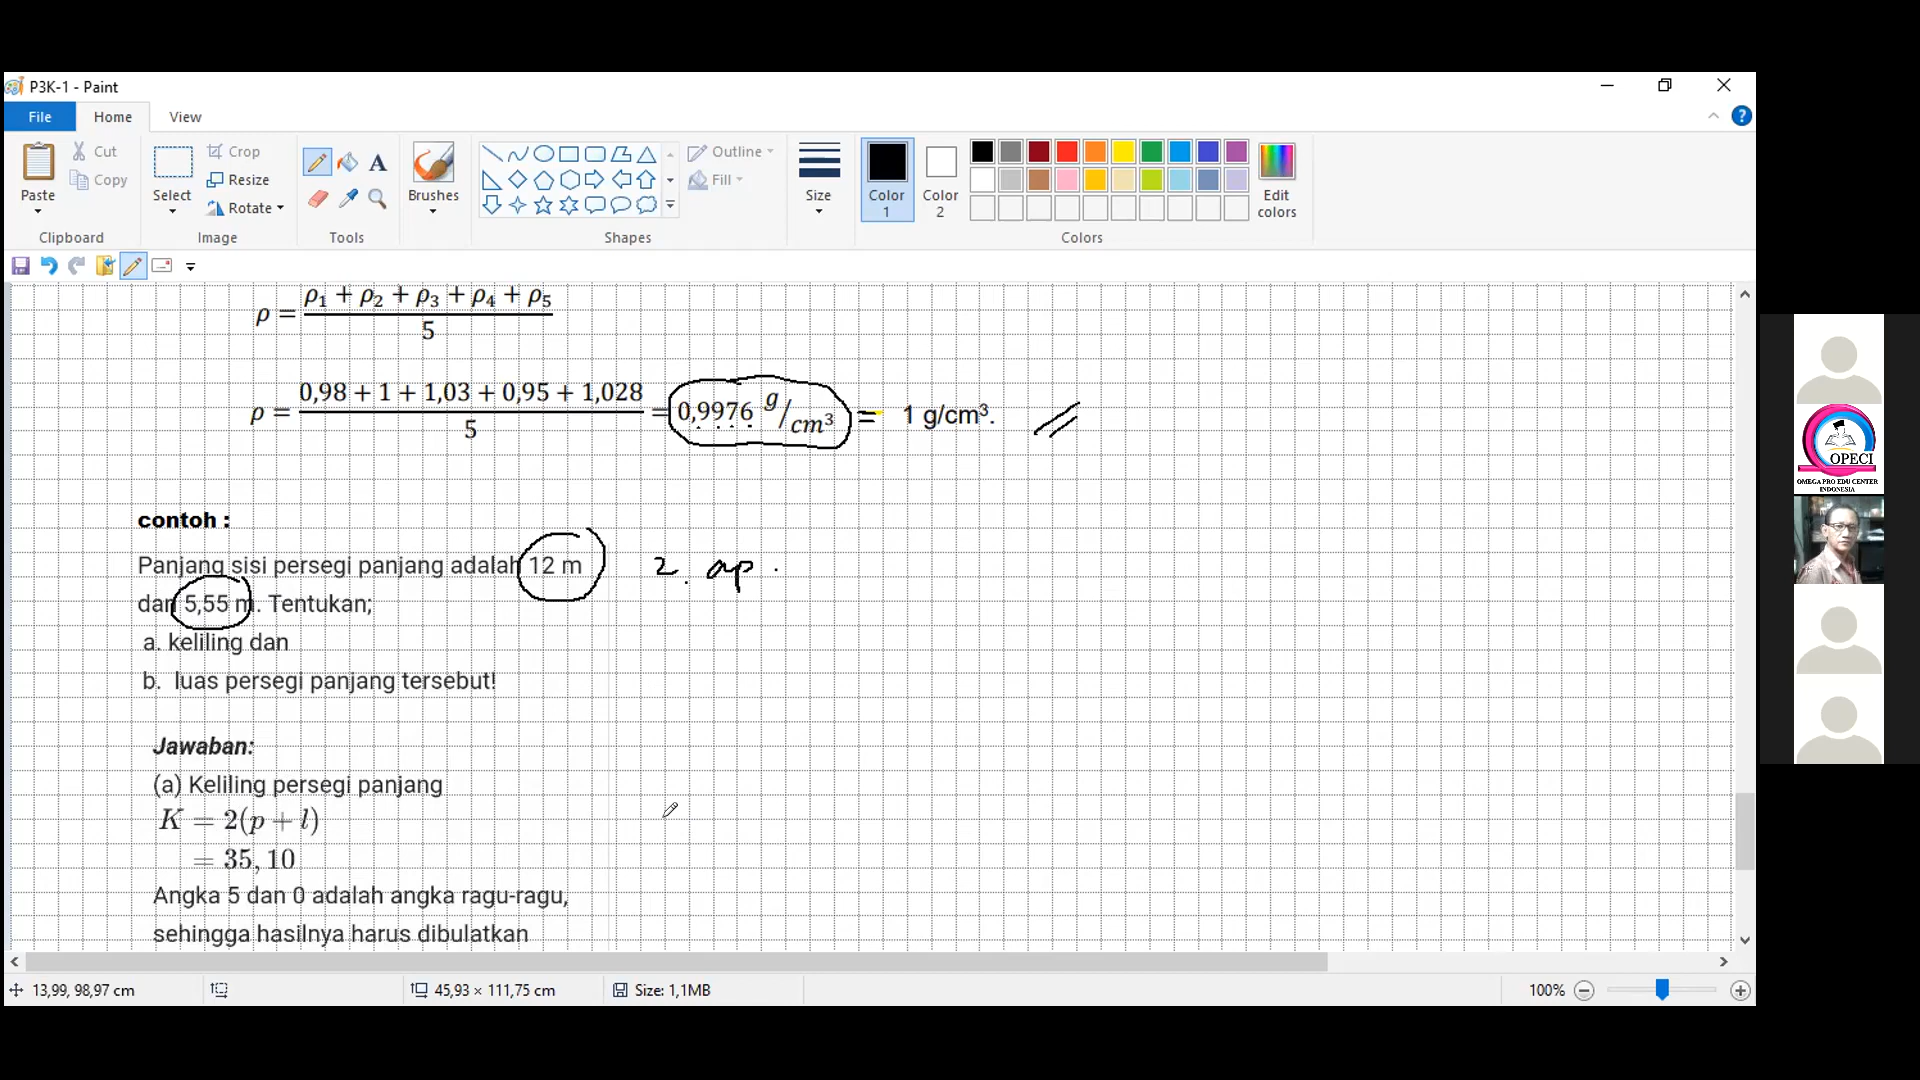 P3K-1 - Paint
File
Home
View
Paste
Cut
Copy
Clipboard
Select
Crop
Resize
Rotate
Image
A
Tools
Brushes
Outline
Fill
Shapes
Size
Color
1
Color
2
Edit
colors
Colors
ρ = (ρ₁ + ρ₂ + ρ₃ + ρ₄ + ρ₅)/5
ρ = (0,98 + 1 + 1,03 + 0,95 + 1,028)/5 = 0,9976 g/cm³ = 1 g/cm³. //
contoh :
Panjang sisi persegi panjang adalah 12 m 2. ap.
dan 5,55 m. Tentukan;
a. keliling dan
b. luas persegi panjang tersebut!
Jawaban:
(a) Keliling persegi panjang
K = 2(p + l)
= 35, 10
Angka 5 dan 0 adalah angka ragu-ragu,
sehingga hasilnya harus dibulatkan
13,99, 98,97 cm
45,93 × 111,75 cm
Size: 1,1MB
100%
OPECI
OMEGA PRO EDU CENTER
INDONESIA